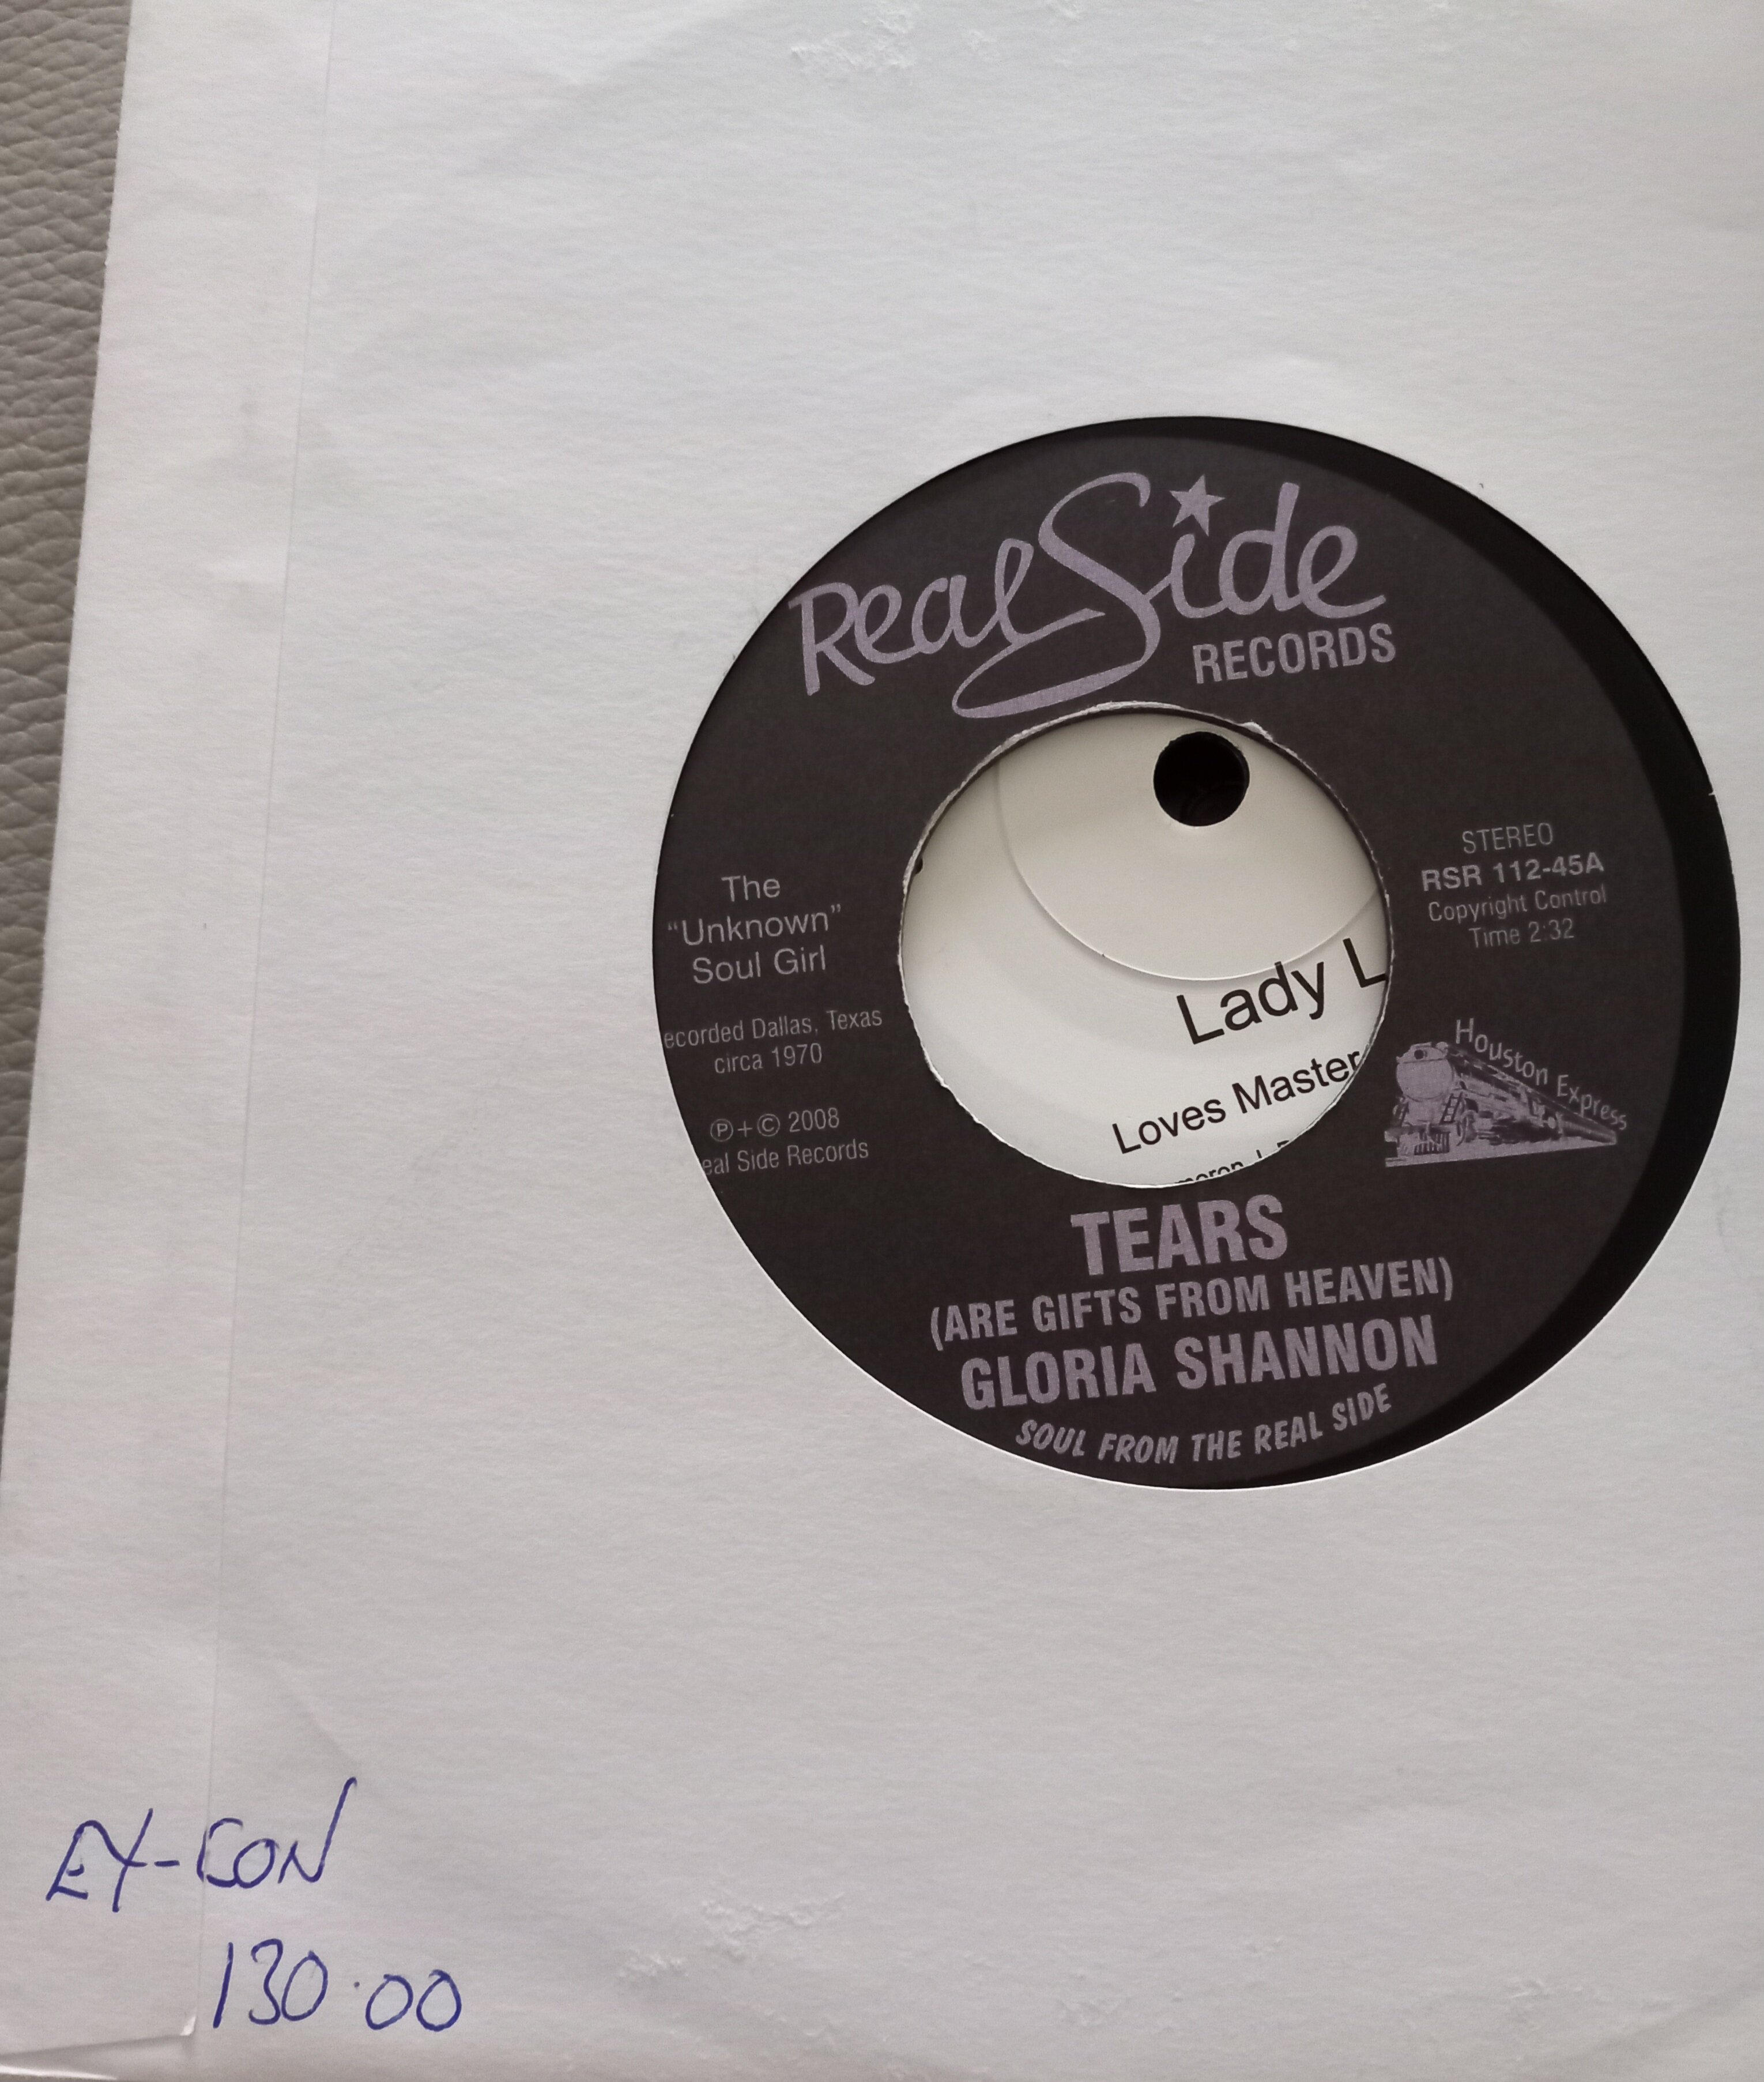 Real Side
RECORDS
The
"Unknown"
Soul Girl
ecorded Dallas, Texas
circa 1970
℗+© 2008
eal Side Records
STEREO
RSR 112-45A
Copyright Control
Time 2:32
Houston Express
Lady L
Loves Master
TEARS
(ARE GIFTS FROM HEAVEN)
GLORIA SHANNON
SOUL FROM THE REAL SIDE
EX-CON
130.00